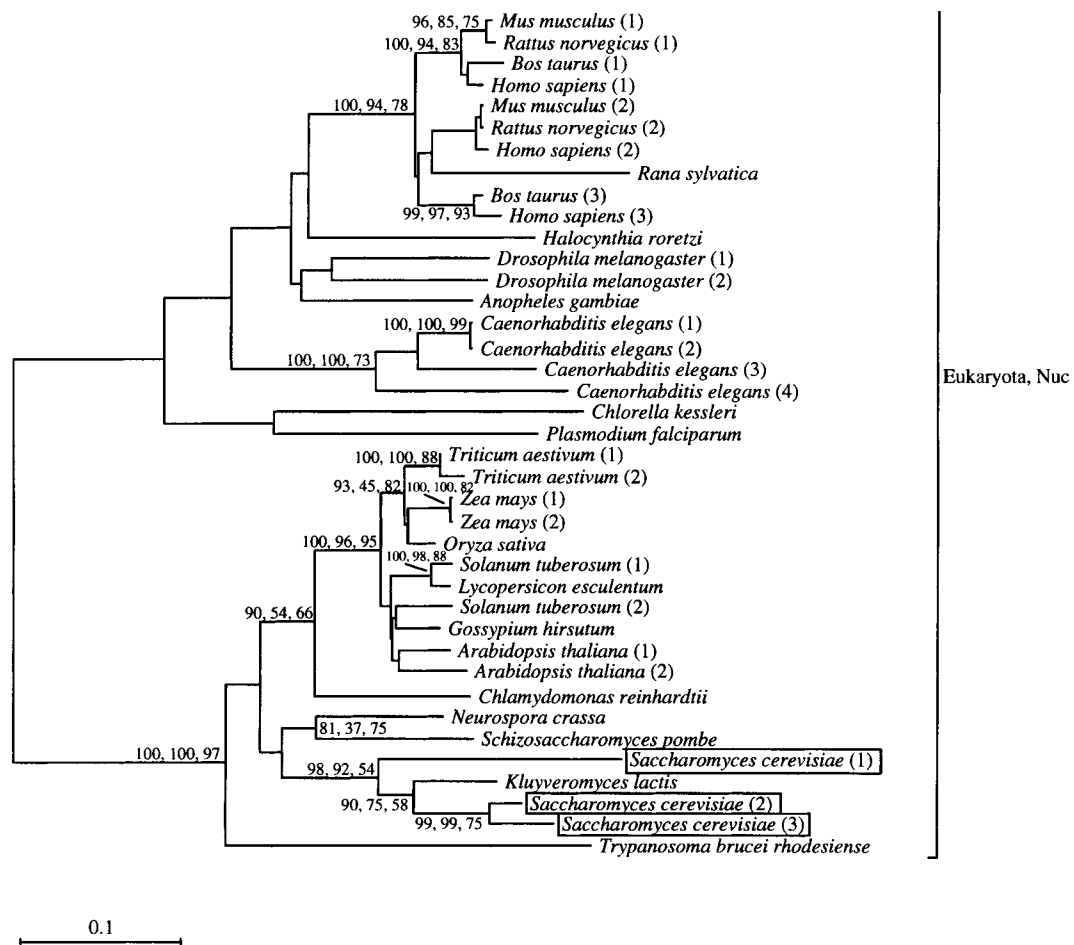 96, 85, 75
Mus musculus (1)
100, 94, 83
Rattus norvegicus (1)
Bos taurus (1)
Homo sapiens (1)
100, 94, 78
Mus musculus (2)
Rattus norvegicus (2)
Homo sapiens (2)
Rana sylvatica
Bos taurus (3)
99, 97, 93
Homo sapiens (3)
Halocynthia roretzi
Drosophila melanogaster (1)
Drosophila melanogaster (2)
Anopheles gambiae
100, 100, 99
Caenorhabditis elegans (1)
Caenorhabditis elegans (2)
100, 100, 73
Caenorhabditis elegans (3)
Eukaryota, Nuc
Caenorhabditis elegans (4)
Chlorella kessleri
Plasmodium falciparum
100, 100, 88
Triticum aestivum (1)
Triticum aestivum (2)
93, 45, 82
100, 100, 82
Zea mays (1)
Zea mays (2)
100, 96, 95
Oryza sativa
100, 98, 88
Solanum tuberosum (1)
Lycopersicon esculentum
90, 54, 66
Solanum tuberosum (2)
Gossypium hirsutum
Arabidopsis thaliana (1)
Arabidopsis thaliana (2)
Chlamydomonas reinhardtii
Neurospora crassa
81, 37, 75
Schizosaccharomyces pombe
100, 100, 97
Saccharomyces cerevisiae (1)
98, 92, 54
Kluyveromyces lactis
90, 75, 58
Saccharomyces cerevisiae (2)
99, 99, 75
Saccharomyces cerevisiae (3)
Trypanosoma brucei rhodesiense
0.1